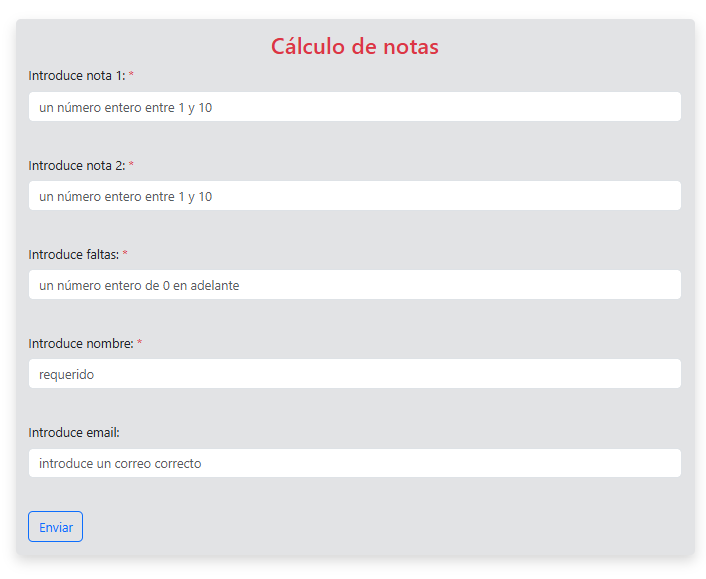 Cálculo de notas
Introduce nota 1: *
un número entero entre 1 y 10
Introduce nota 2: *
un número entero entre 1 y 10
Introduce faltas: *
un número entero de 0 en adelante
Introduce nombre: *
requerido
Introduce email:
introduce un correo correcto
Enviar